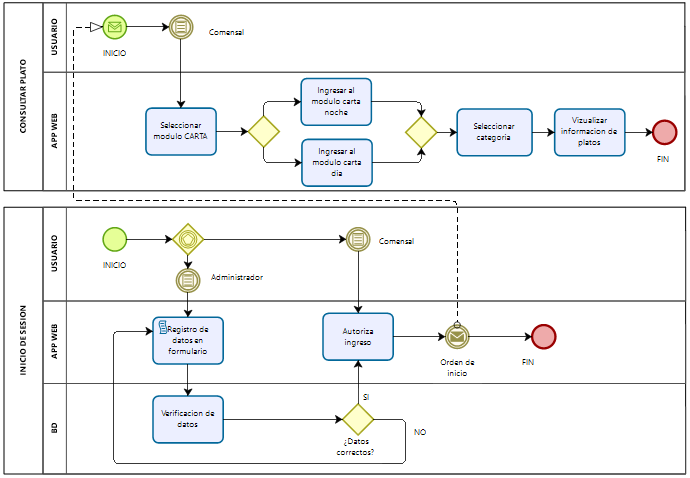 CONSULTAR PLATO
USUARIO
INICIO
Comensal
APP WEB
Seleccionar
modulo CARTA
Ingresar al
modulo carta
noche
Ingresar al
modulo carta
dia
Seleccionar
categoria
Vizualizar
informacion de
platos
FIN
INICIO DE SESION
USUARIO
INICIO
Administrador
Comensal
APP WEB
Registro de
datos en
formulario
Autoriza
ingreso
Orden de
inicio
FIN
BD
Verificacion de
datos
SI
¿Datos
correctos?
NO